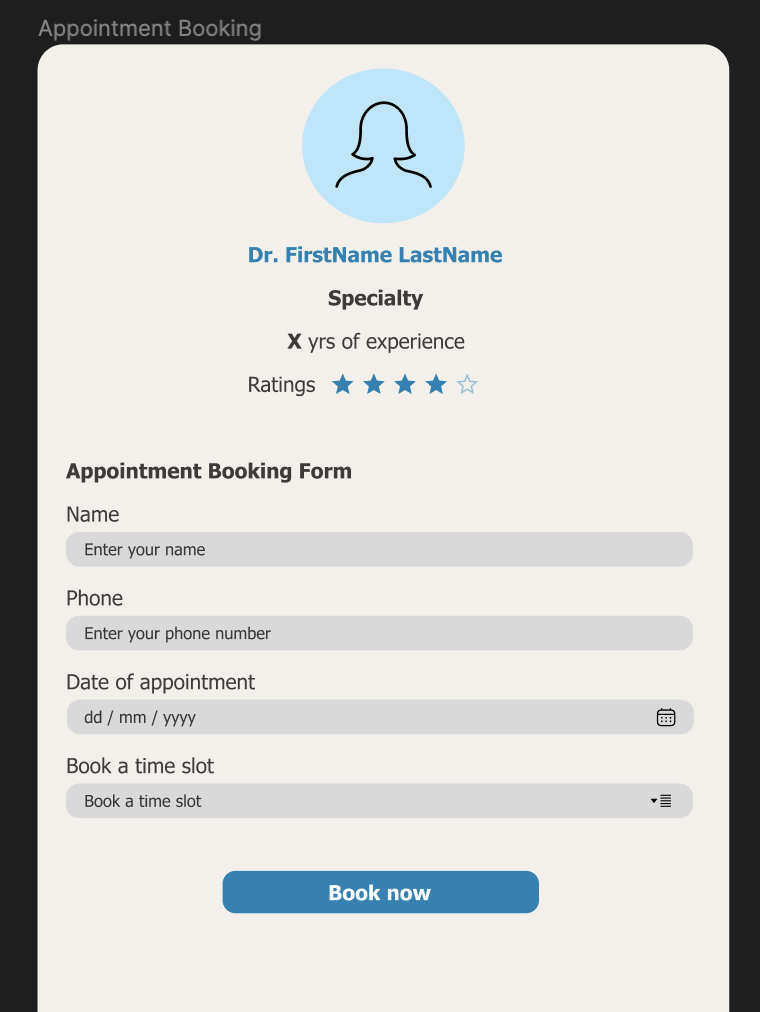 Appointment Booking
Dr. FirstName LastName
Specialty
X yrs of experience
Ratings
Appointment Booking Form
Name
Enter your name
Phone
Enter your phone number
Date of appointment
dd / mm / yyyy
Book a time slot
Book a time slot
Book now